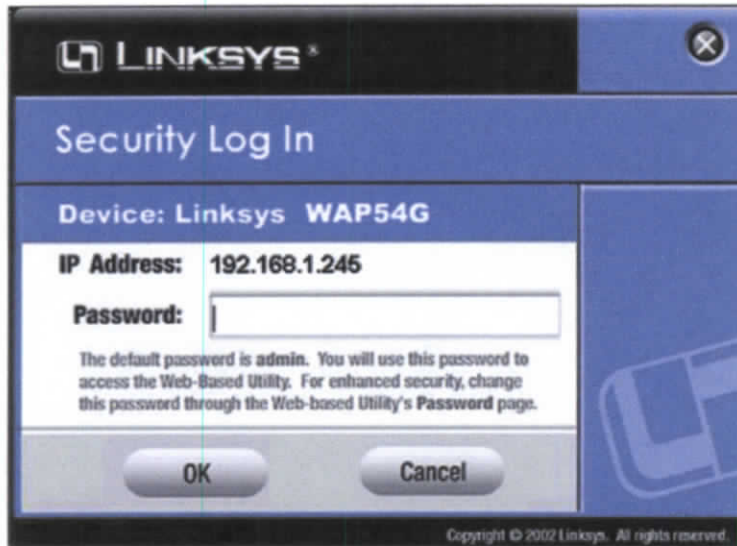 LINKSYS®
Security Log In
Device: Linksys WAP54G
IP Address: 192.168.1.245
Password:
The default password is admin. You will use this password to
access the Web-Based Utility. For enhanced security, change
this password through the Web-based Utility's Password page.
OK Cancel
Copyright © 2002 Linksys. All rights reserved.